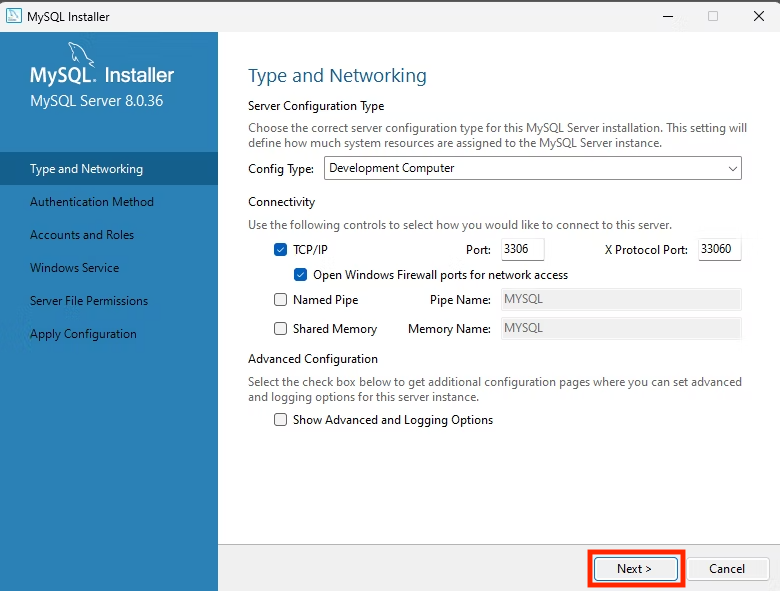 MySQL Installer
MySQL. Installer
MySQL Server 8.0.36
Type and Networking
Authentication Method
Accounts and Roles
Windows Service
Server File Permissions
Apply Configuration
Type and Networking
Server Configuration Type
Choose the correct server configuration type for this MySQL Server installation. This setting will
define how much system resources are assigned to the MySQL Server instance.
Config Type: Development Computer
Connectivity
Use the following controls to select how you would like to connect to this server.
TCP/IP Port: 3306 X Protocol Port: 33060
Open Windows Firewall ports for network access
Named Pipe Pipe Name: MYSQL
Shared Memory Memory Name: MYSQL
Advanced Configuration
Select the check box below to get additional configuration pages where you can set advanced
and logging options for this server instance.
Show Advanced and Logging Options
Next > Cancel